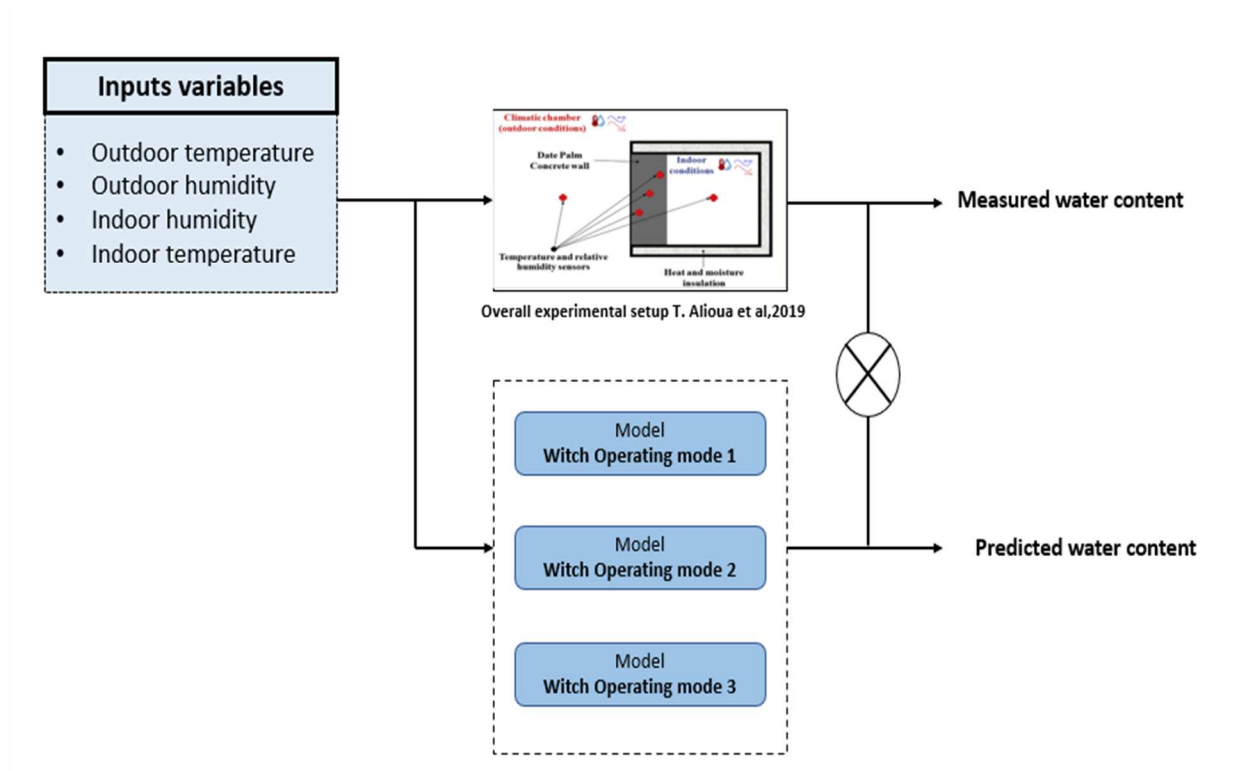 Inputs variables
• Outdoor temperature
• Outdoor humidity
• Indoor humidity
• Indoor temperature
Climatic chamber
(outdoor conditions)
Date Palm
Concrete wall
Indoor
conditions
Temperature and relative
humidity sensors
Heat and moisture
insulation
Overall experimental setup T. Alioua et al,2019
Measured water content
Model
Witch Operating mode 1
Model
Witch Operating mode 2
Model
Witch Operating mode 3
Predicted water content